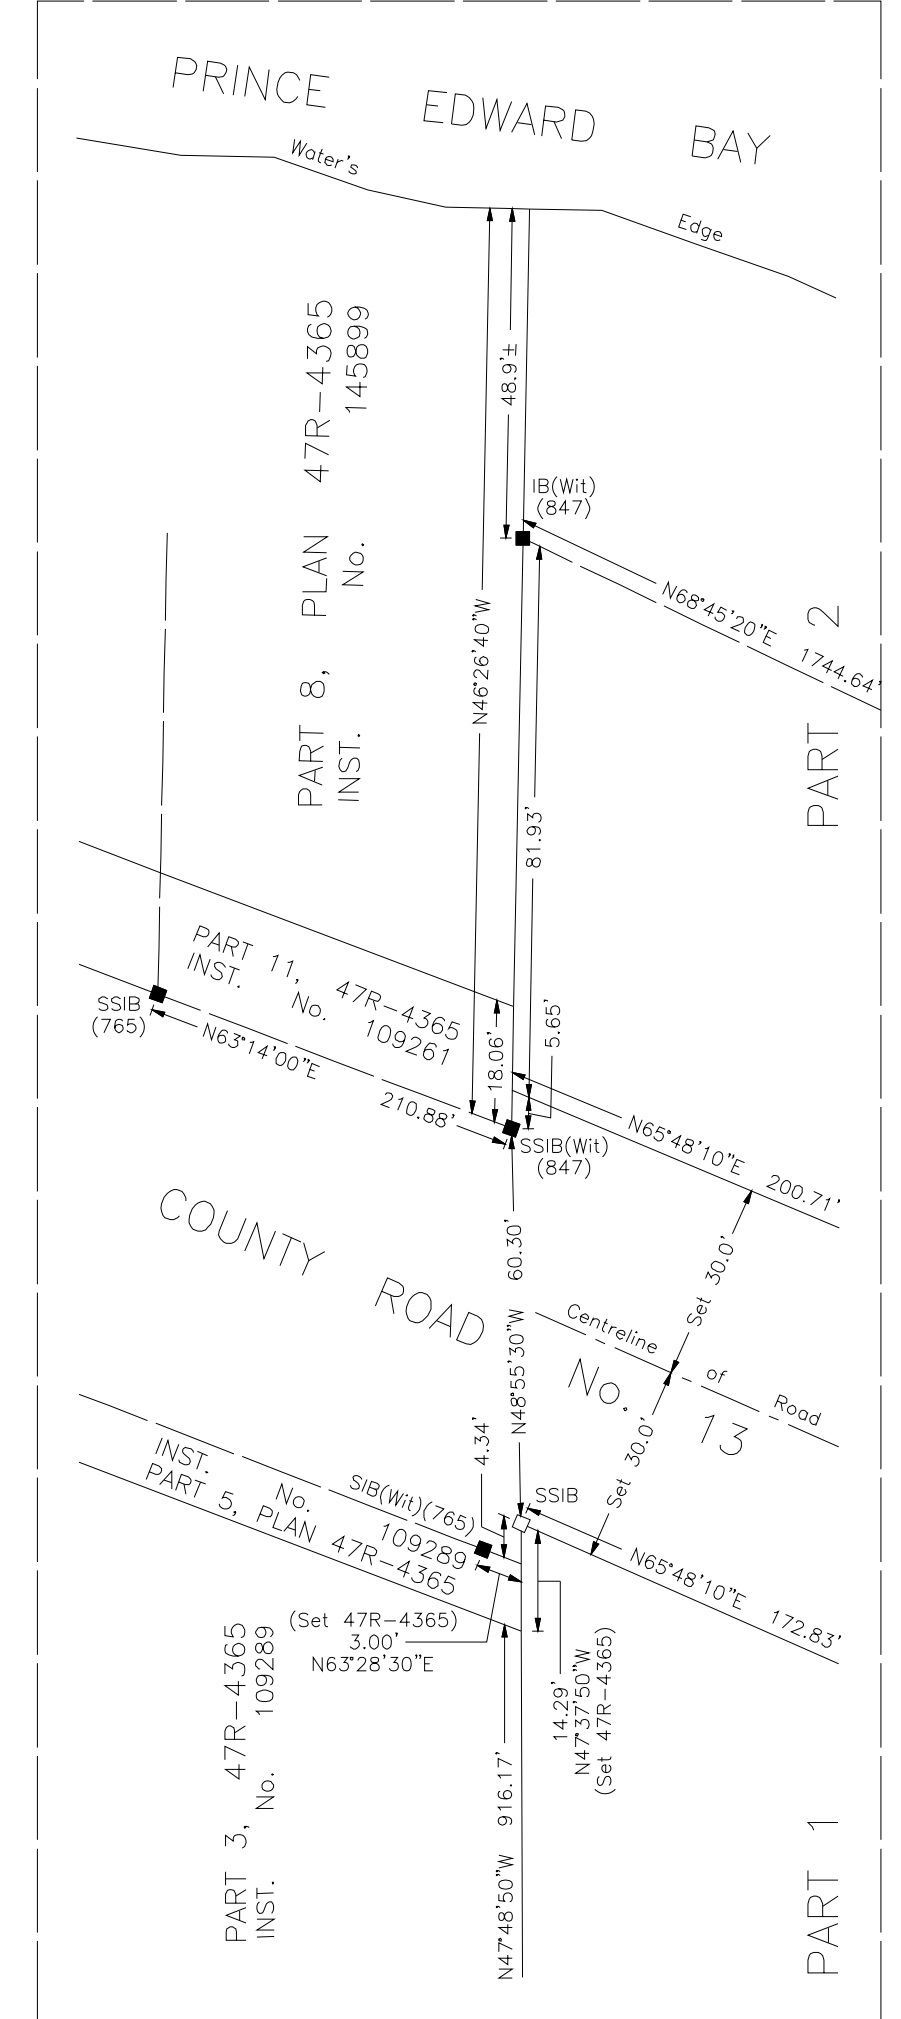 PRINCE EDWARD BAY
Water's
Edge
PART 8, PLAN 47R-4365
INST. No. 145899
48.9'±
IB(Wit)
(847)
N68°45'20"E 1744.64'
PART 2
N46°26'40"W
81.93'
PART 11, 47R-4365
INST. No. 109261
SSIB
(765)
N63°14'00"E
210.88'
18.06'
5.65'
N65°48'10"E 200.71'
SSIB(Wit)
(847)
COUNTY ROAD No. 13
N48°55'30"W 60.30'
Set 30.0'
Centreline of Road
Set 30.0'
4.34'
SSIB
SIB(Wit)(765)
INST. No. 109289
PART 5, PLAN 47R-4365
N65°48'10"E 172.83'
(Set 47R-4365)
3.00'
N63°28'30"E
14.29'
N47°37'50"W
(Set 47R-4365)
PART 3, 47R-4365
INST. No. 109289
N47°48'50"W 916.17'
PART 1